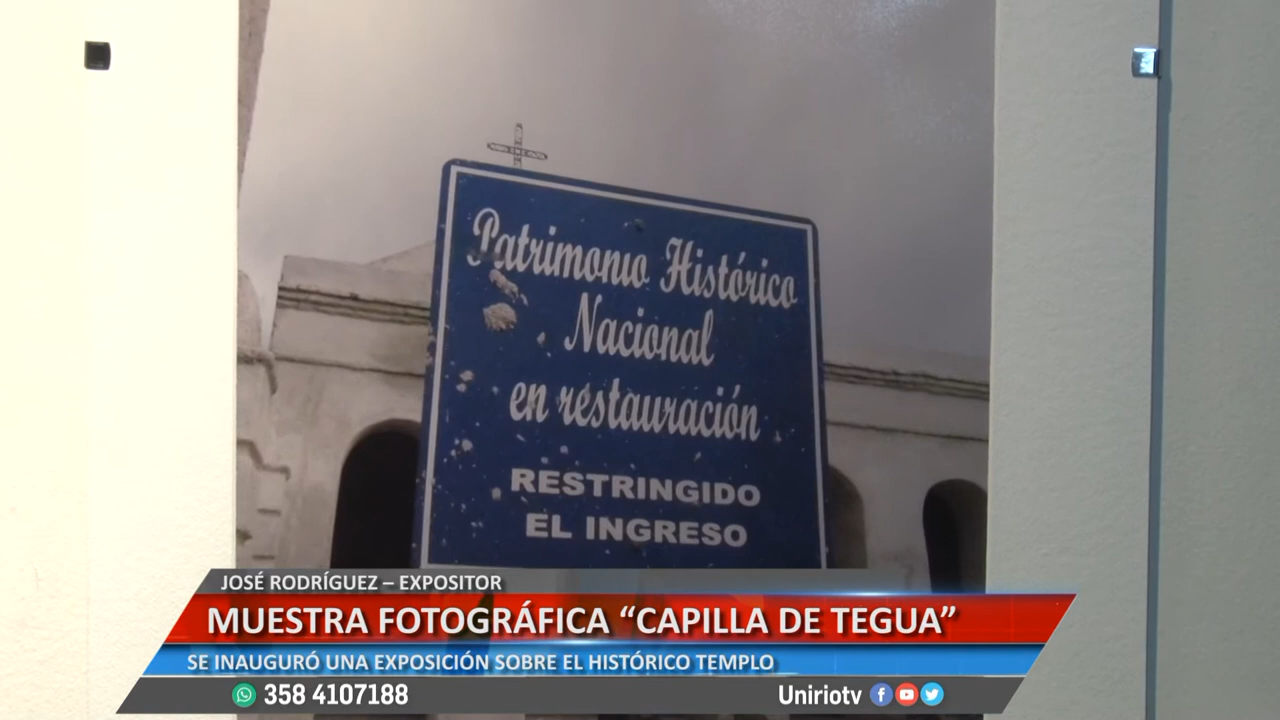 Patrimonio Histórico
Nacional
en restauración
RESTRINGIDO
EL INGRESO
JOSÉ RODRÍGUEZ – EXPOSITOR
MUESTRA FOTOGRÁFICA “CAPILLA DE TEGUA”
SE INAUGURÓ UNA EXPOSICIÓN SOBRE EL HISTÓRICO TEMPLO
358 4107188
Uniriotv